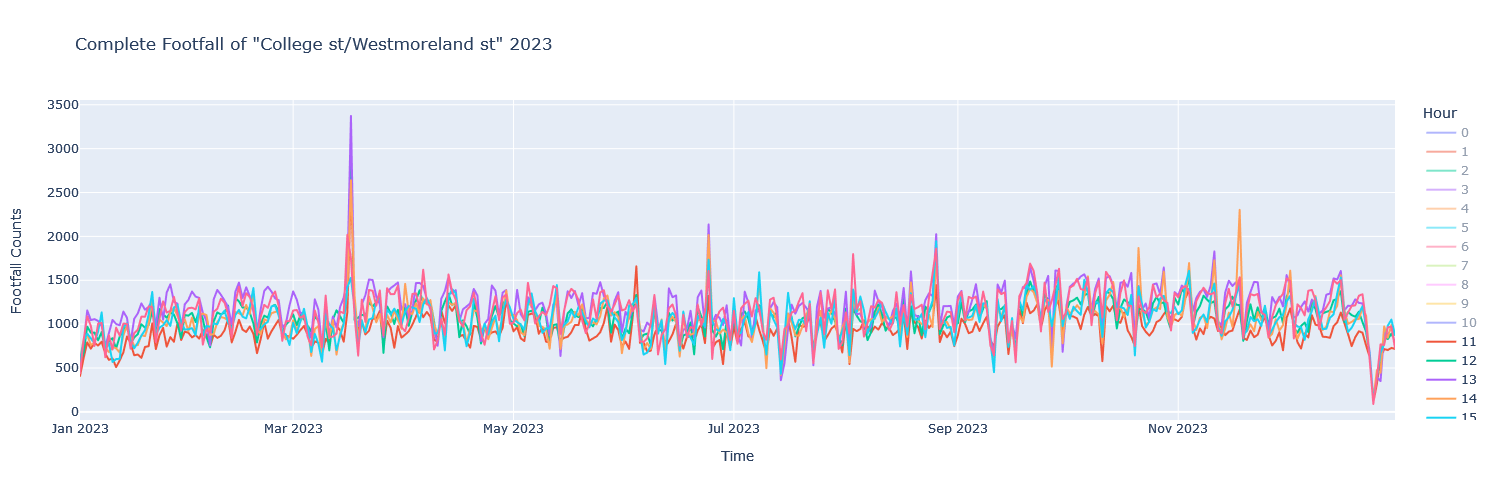 Complete Footfall of "College st/Westmoreland st" 2023
Footfall Counts
3500
3000
2500
2000
1500
1000
500
0
Jan 2023
Mar 2023
May 2023
Jul 2023
Sep 2023
Nov 2023
Time
Hour
0
1
2
3
4
5
6
7
8
9
10
11
12
13
14
15